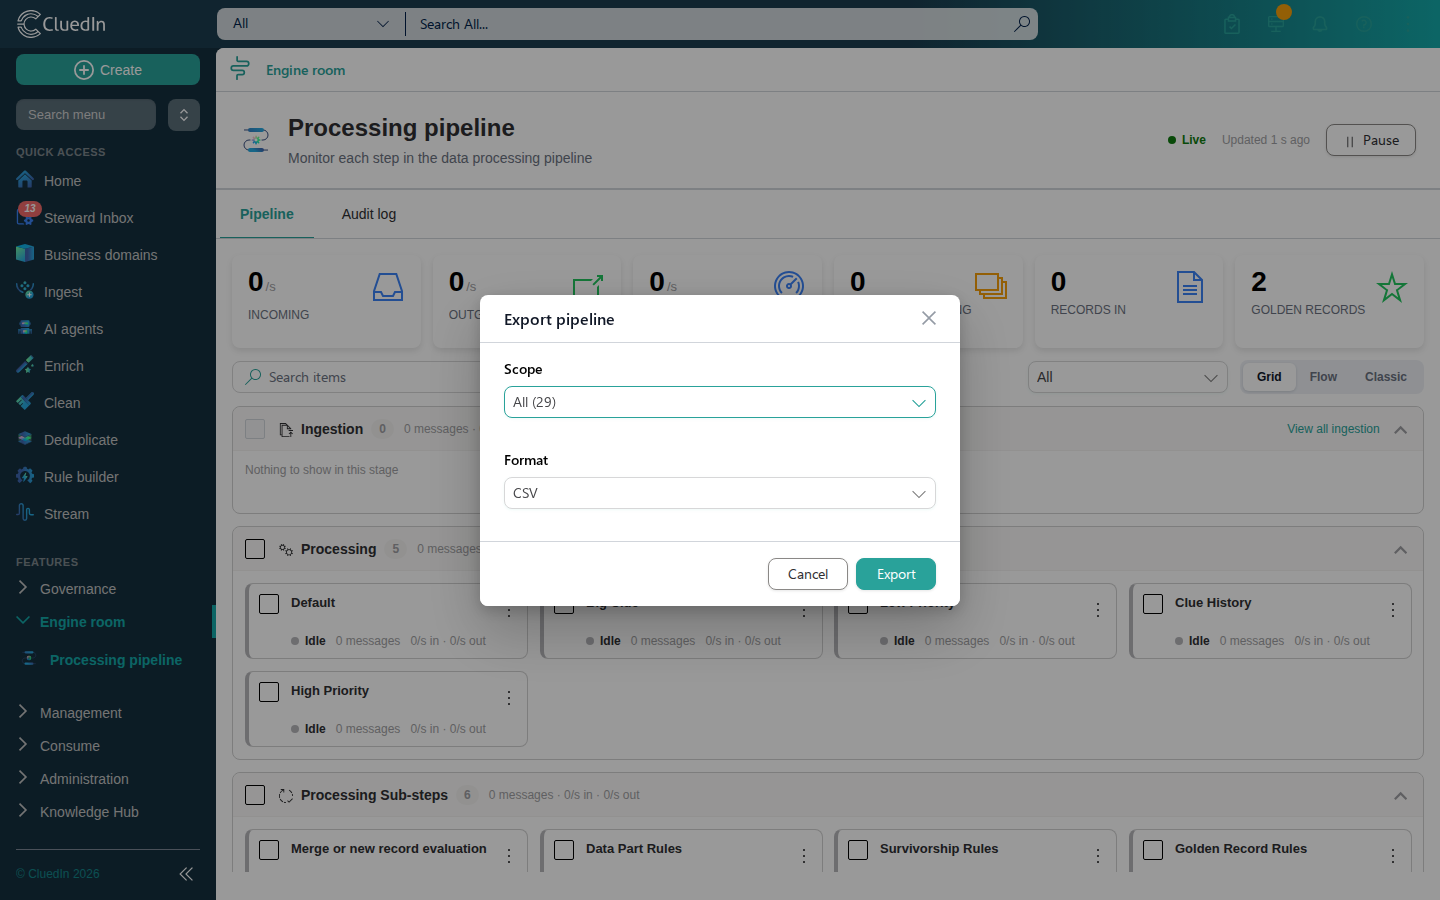 CluedIn
All
Search All...
Create
Search menu
QUICK ACCESS
Home
13
Steward Inbox
Business domains
Ingest
AI agents
Enrich
Clean
Deduplicate
Rule builder
Stream
FEATURES
Governance
Engine room
Processing pipeline
Management
Consume
Administration
Knowledge Hub
© CluedIn 2026
Engine room
Processing pipeline
Monitor each step in the data processing pipeline
Live
Updated 1 s ago
Pause
Pipeline
Audit log
0 /s
INCOMING
0 /s
0 /s
0
0
RECORDS IN
2
GOLDEN RECORDS
Search items
All
Grid
Flow
Classic
Ingestion 0 0 messages ·
View all ingestion
Nothing to show in this stage
Export pipeline
Scope
All (29)
Format
CSV
Cancel
Export
Processing 5 0 messages
Default
Idle 0 messages 0/s in · 0/s out
Idle 0 messages 0/s in · 0/s out
Idle 0 messages 0/s in · 0/s out
Clue History
Idle 0 messages 0/s in · 0/s out
High Priority
Idle 0 messages 0/s in · 0/s out
Processing Sub-steps 6 0 messages · 0/s in · 0/s out
Merge or new record evaluation
Data Part Rules
Survivorship Rules
Golden Record Rules